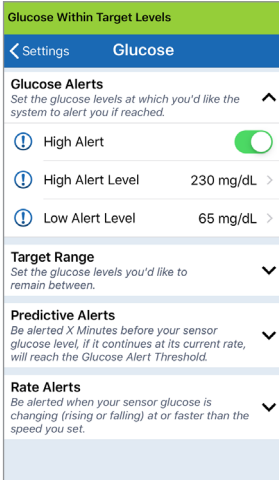 Glucose Within Target Levels
Settings Glucose
Glucose Alerts
Set the glucose levels at which you'd like the
system to alert you if reached.
High Alert
High Alert Level 230 mg/dL
Low Alert Level 65 mg/dL
Target Range
Set the glucose levels you'd like to
remain between.
Predictive Alerts
Be alerted X Minutes before your sensor
glucose level, if it continues at its current rate,
will reach the Glucose Alert Threshold.
Rate Alerts
Be alerted when your sensor glucose is
changing (rising or falling) at or faster than the
speed you set.